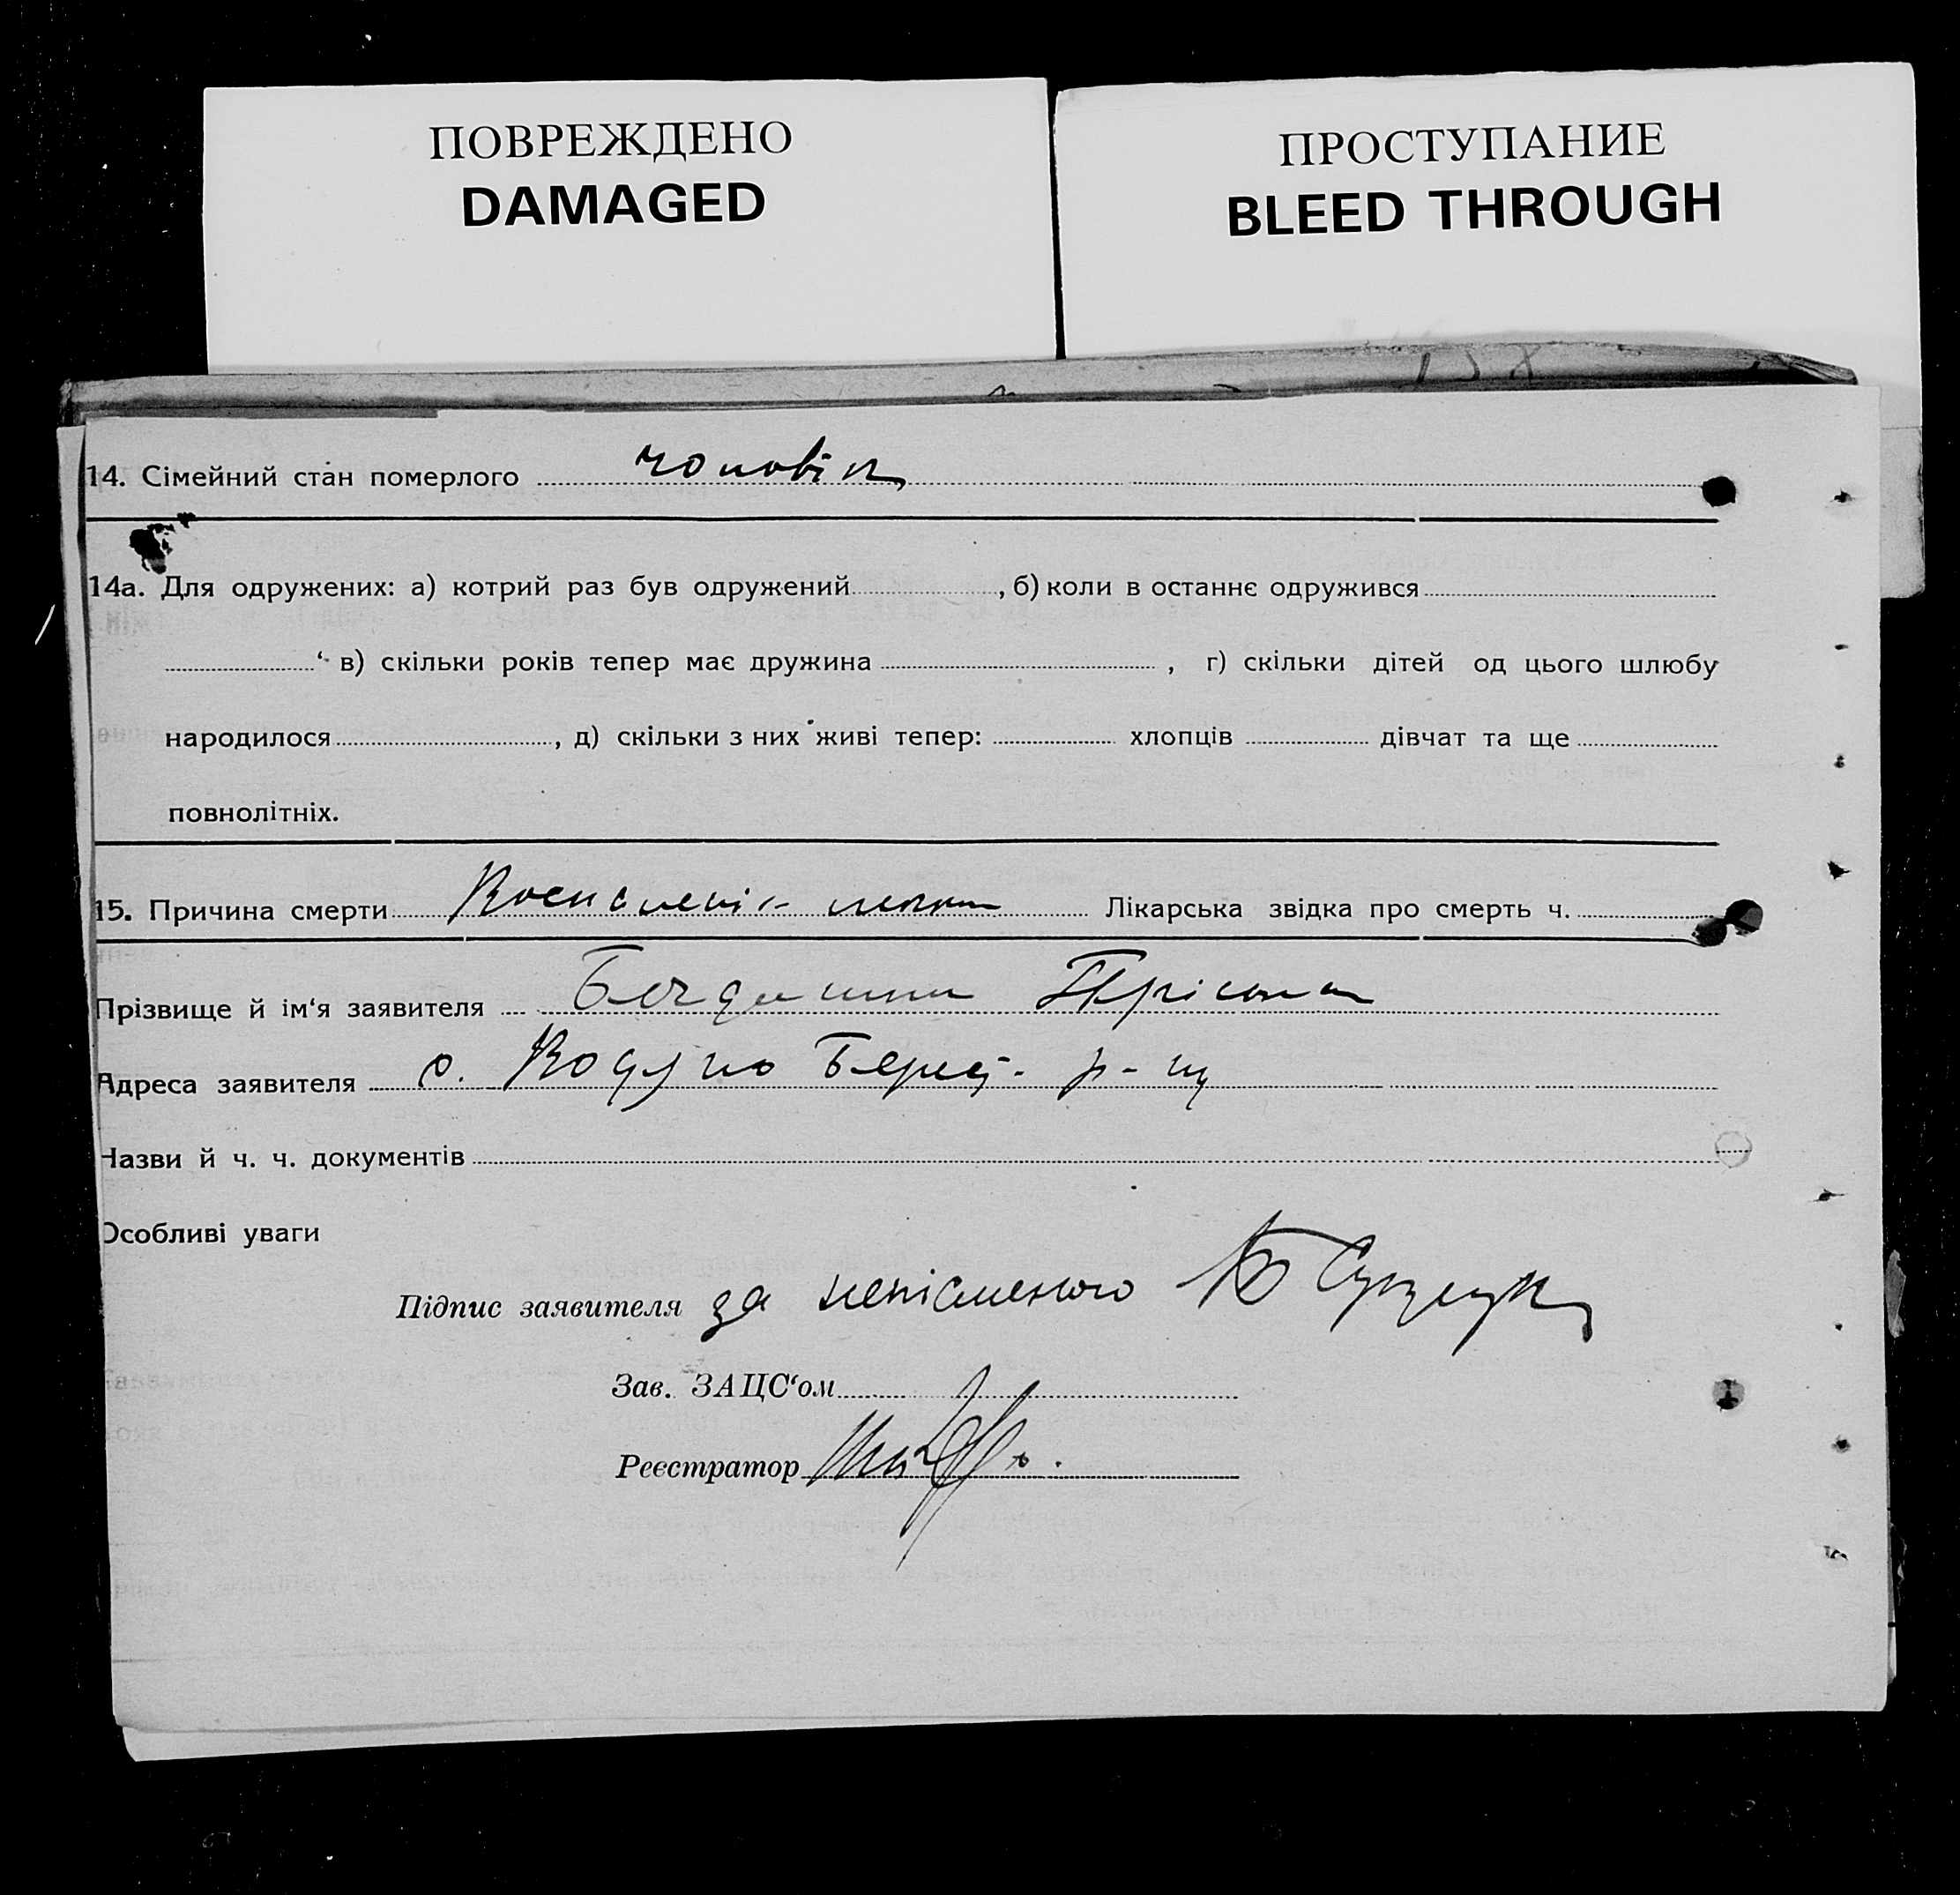 ПОВРЕЖДЕНО
DAMAGED
ПРОСТУПАНИЕ
BLEED THROUGH
14. Сімейний стан померлого чоловік
14а. Для одружених: а) котрий раз був одружений , б) коли в останнє одружився
в) скільки років тепер має дружина , г) скільки дітей од цього шлюбу
народилося , д) скільки з них живі тепер: хлопців дівчат та ще
повнолітніх.
15. Причина смерти Лікарська звідка про смерть ч.
Прізвище й ім‘я заявителя
Адреса заявителя с. р-ну
Назви й ч. ч. документів
Особливі уваги
Підпис заявителя за непісменого
Зав. ЗАЦС‘ом
Реєстратор